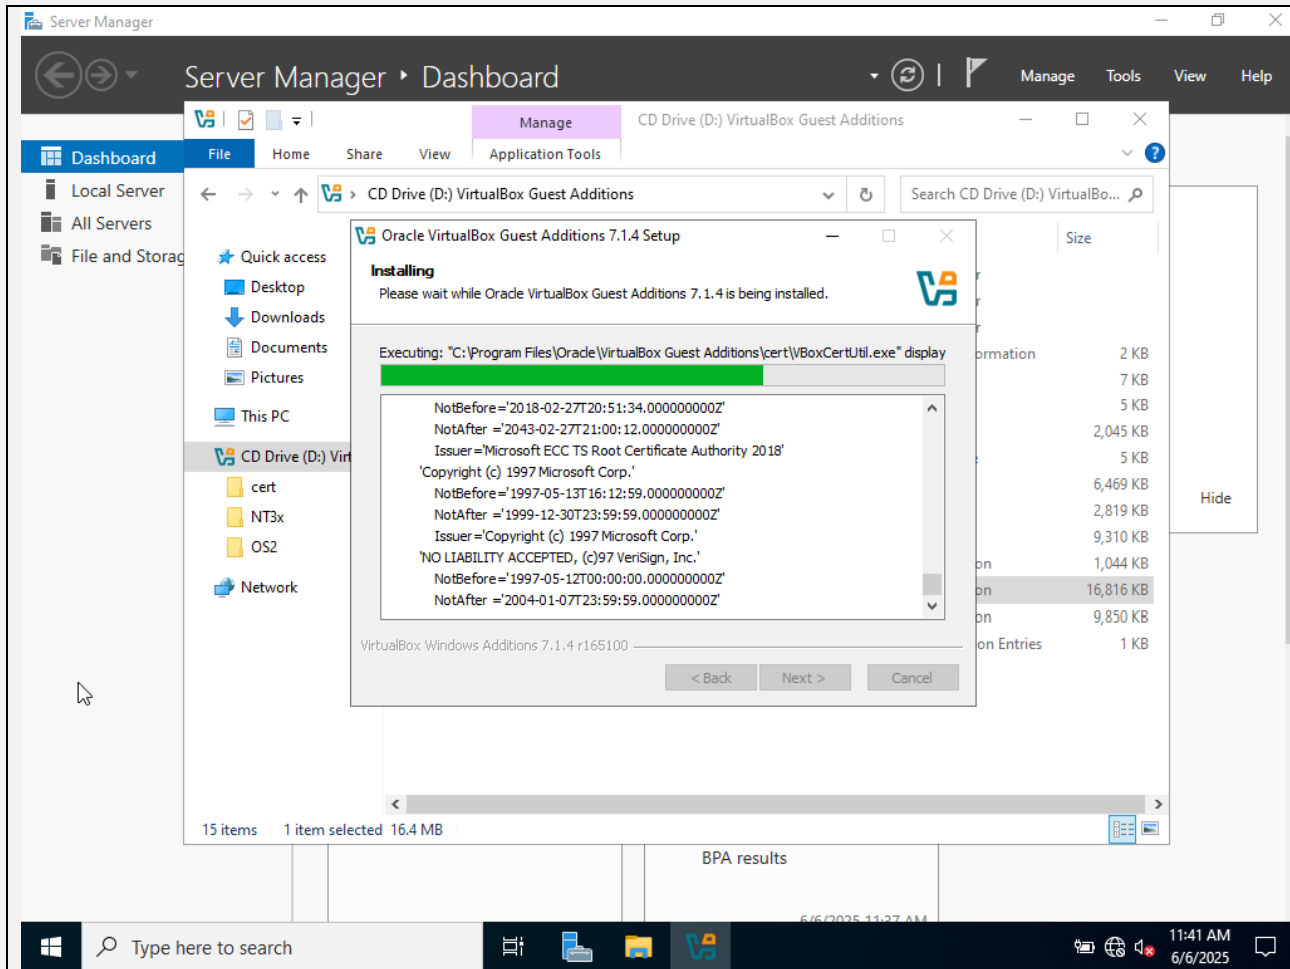 Server Manager
Server Manager • Dashboard
Manage Tools View Help
Dashboard
Local Server
All Servers
File and Storag
Manage
CD Drive (D:) VirtualBox Guest Additions
File Home Share View Application Tools
CD Drive (D:) VirtualBox Guest Additions
Search CD Drive (D:) VirtualBo...
Size
Quick access
Desktop
Downloads
Documents
Pictures
This PC
CD Drive (D:) Virt
cert
NT3x
OS2
Network
Oracle VirtualBox Guest Additions 7.1.4 Setup
Installing
Please wait while Oracle VirtualBox Guest Additions 7.1.4 is being installed.
Executing: "C:\Program Files\Oracle\VirtualBox Guest Additions\cert\VBoxCertUtil.exe" display
NotBefore='2018-02-27T20:51:34.000000000Z'
NotAfter ='2043-02-27T21:00:12.000000000Z'
Issuer='Microsoft ECC TS Root Certificate Authority 2018'
'Copyright (c) 1997 Microsoft Corp.'
NotBefore='1997-05-13T16:12:59.000000000Z'
NotAfter ='1999-12-30T23:59:59.000000000Z'
Issuer='Copyright (c) 1997 Microsoft Corp.'
'NO LIABILITY ACCEPTED, (c)97 VeriSign, Inc.'
NotBefore='1997-05-12T00:00:00.000000000Z'
NotAfter ='2004-01-07T23:59:59.000000000Z'
VirtualBox Windows Additions 7.1.4 r165100
< Back Next > Cancel
r
r
r
ormation 2 KB
7 KB
5 KB
2,045 KB
5 KB
6,469 KB
2,819 KB
9,310 KB
on 1,044 KB
on 16,816 KB
on 9,850 KB
on Entries 1 KB
Hide
15 items 1 item selected 16.4 MB
BPA results
6/6/2025 11:37 AM
Type here to search
11:41 AM
6/6/2025